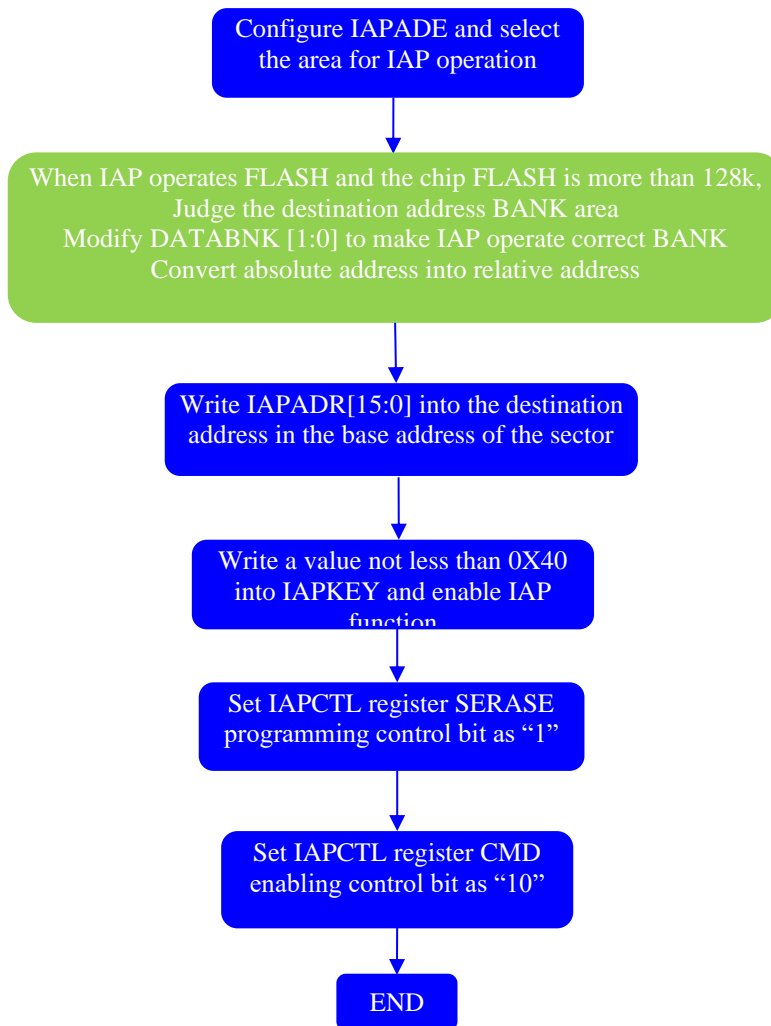 Configure IAPADE and select
the area for IAP operation
When IAP operates FLASH and the chip FLASH is more than 128k,
Judge the destination address BANK area
Modify DATABNK [1:0] to make IAP operate correct BANK
Convert absolute address into relative address
Write IAPADR[15:0] into the destination
address in the base address of the sector
Write a value not less than 0X40
into IAPKEY and enable IAP
function
Set IAPCTL register SERASE
programming control bit as “1”
Set IAPCTL register CMD
enabling control bit as “10”
END